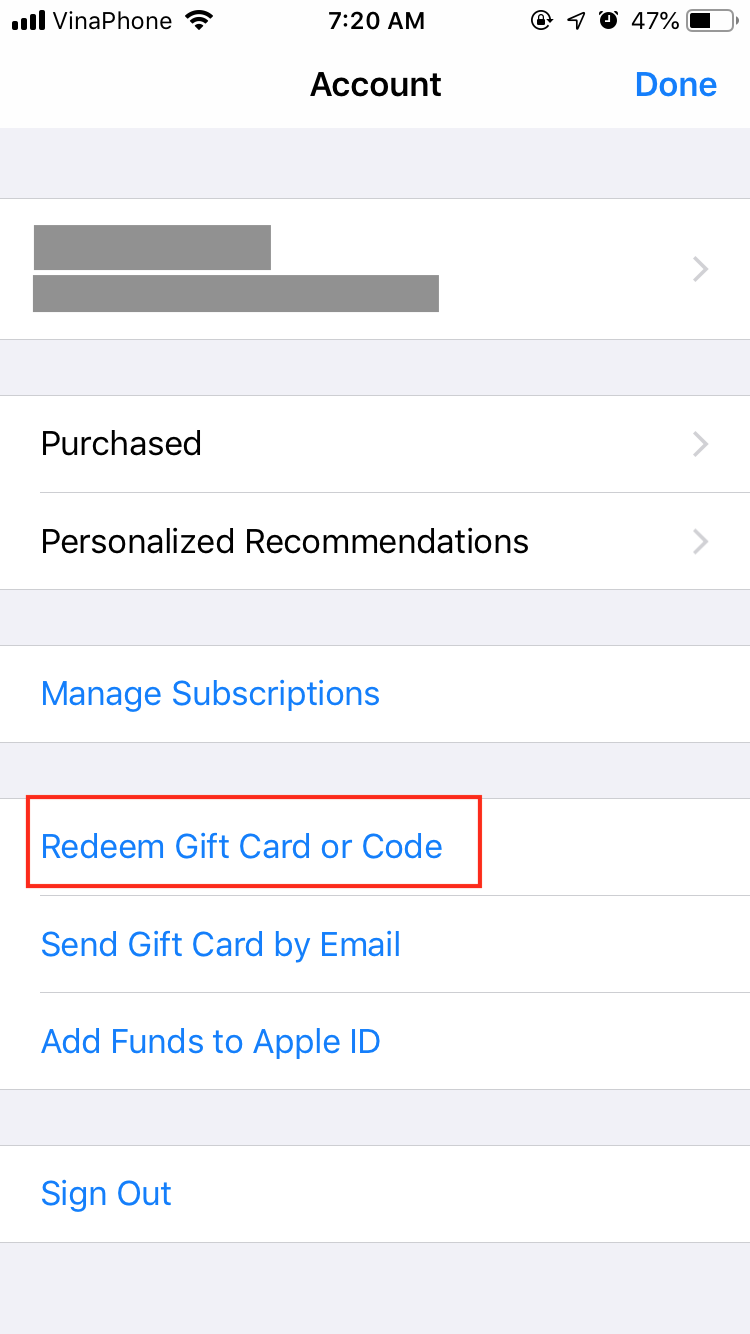 VinaPhone 7:20 AM 47%
Account Done
Purchased
Personalized Recommendations
Manage Subscriptions
Redeem Gift Card or Code
Send Gift Card by Email
Add Funds to Apple ID
Sign Out